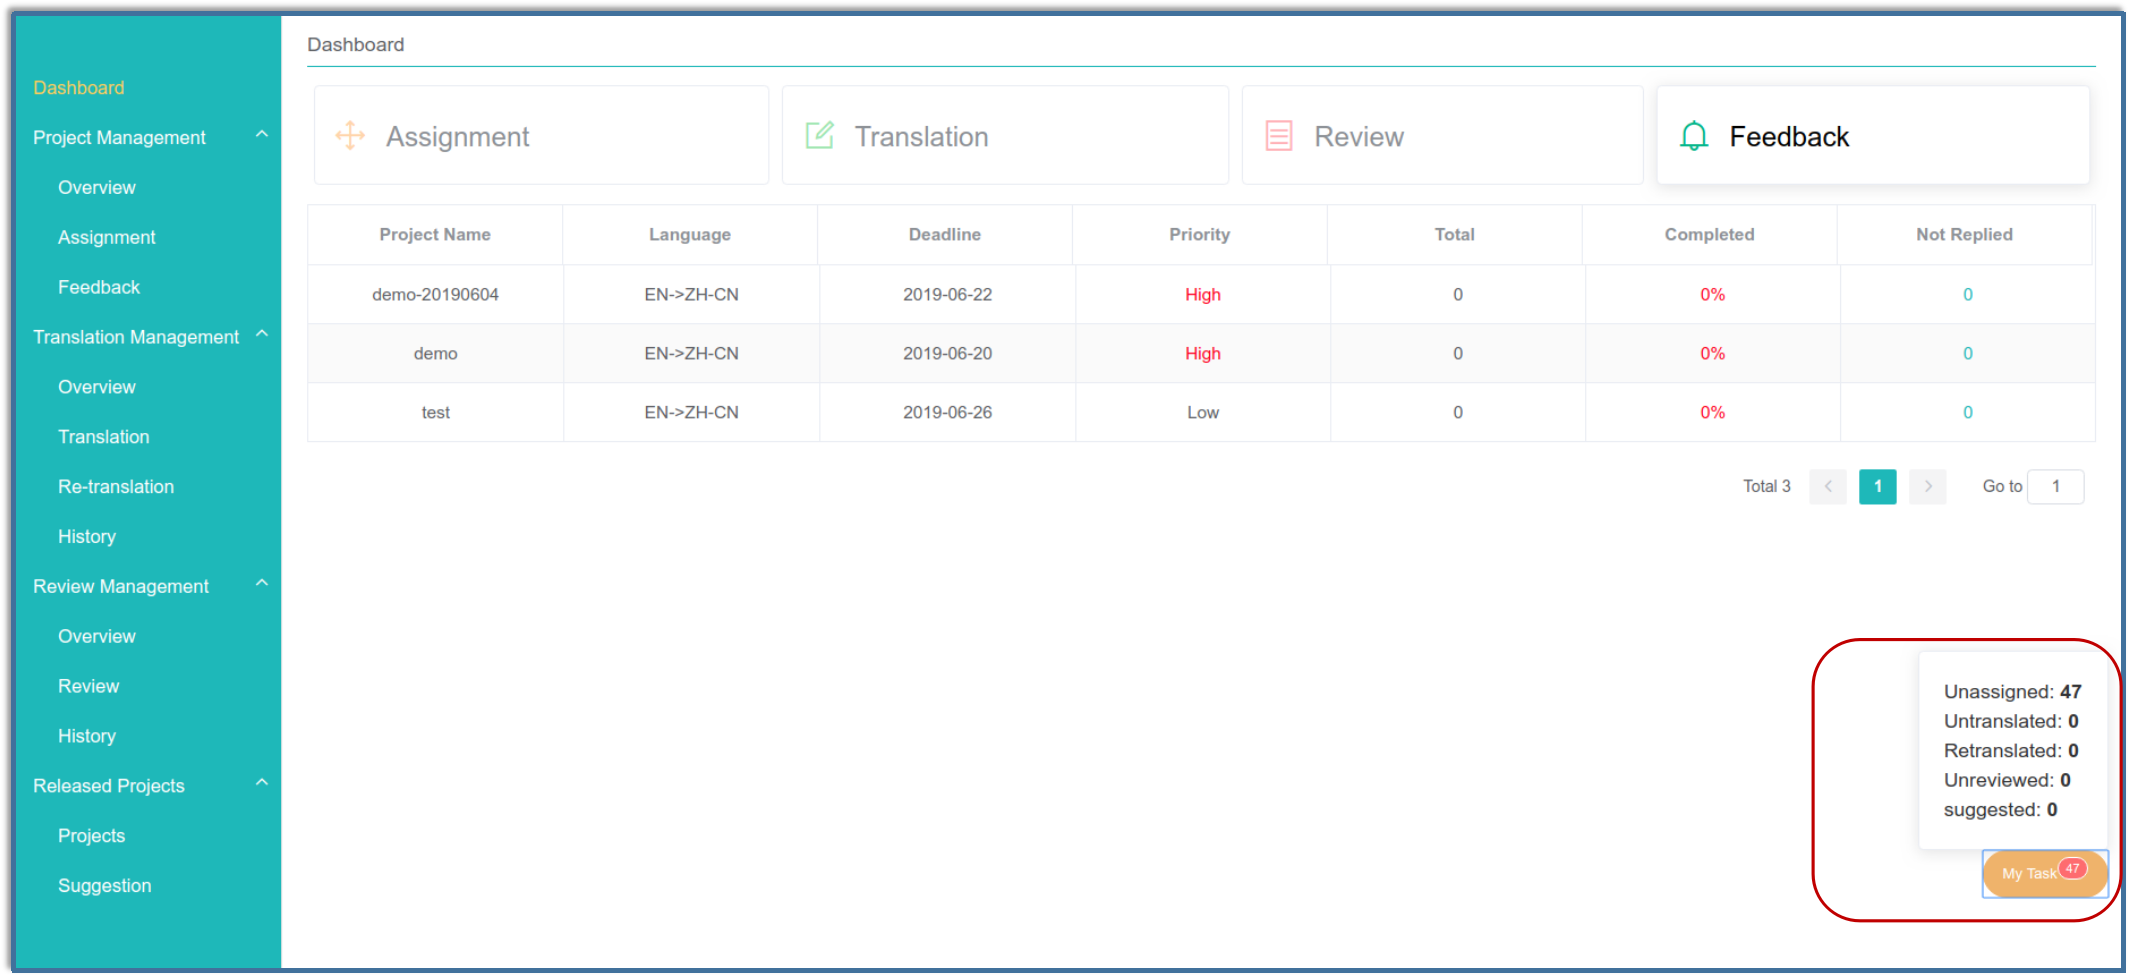 Dashboard
Project Management
Overview
Assignment
Feedback
Translation Management
Overview
Translation
Re-translation
History
Review Management
Overview
Review
History
Released Projects
Projects
Suggestion
Dashboard
Assignment
Translation
Review
Feedback
Project Name Language Deadline Priority Total Completed Not Replied
demo-20190604 EN->ZH-CN 2019-06-22 High 0 0% 0
demo EN->ZH-CN 2019-06-20 High 0 0% 0
test EN->ZH-CN 2019-06-26 Low 0 0% 0
Total 3 < 1 > Go to 1
Unassigned: 47
Untranslated: 0
Retranslated: 0
Unreviewed: 0
suggested: 0
My Task 47